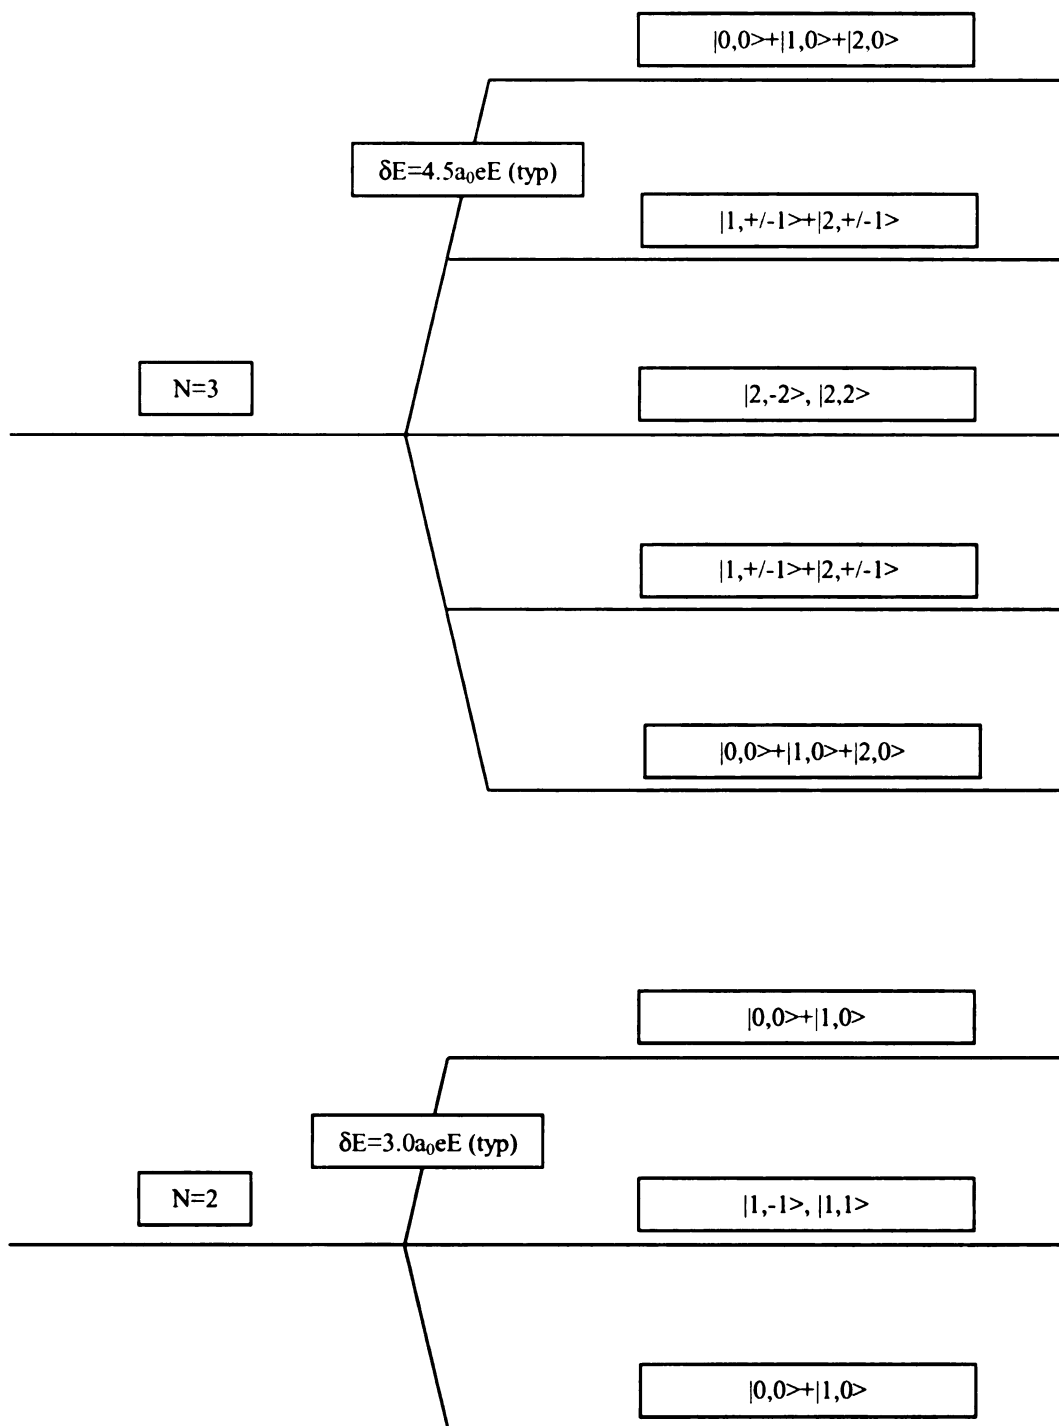 |0,0>+|1,0>+|2,0>
δE=4.5a₀eE (typ)
|1,+/-1>+|2,+/-1>
N=3
|2,-2>, |2,2>
|1,+/-1>+|2,+/-1>
|0,0>+|1,0>+|2,0>
|0,0>+|1,0>
δE=3.0a₀eE (typ)
N=2
|1,-1>, |1,1>
|0,0>+|1,0>